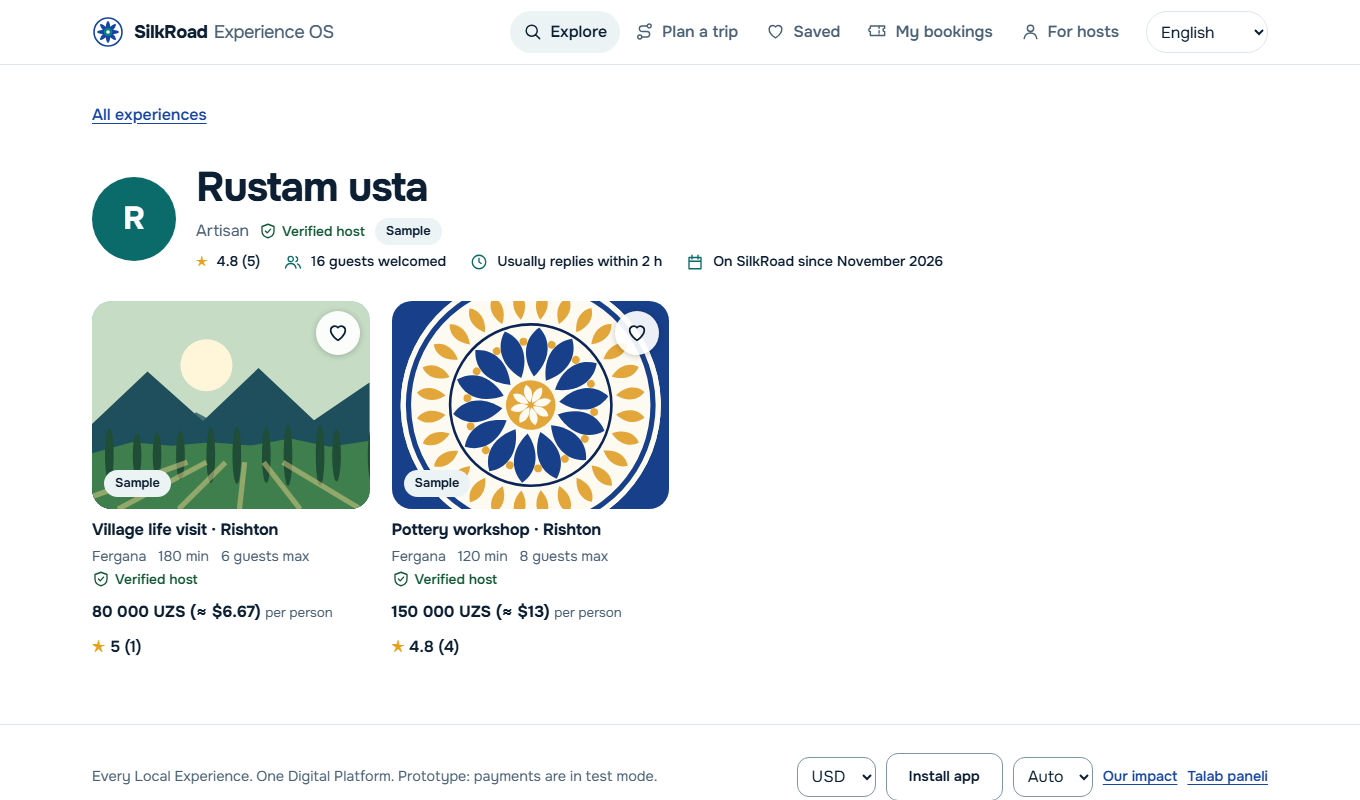 SilkRoad Experience OS
Explore
Plan a trip
Saved
My bookings
For hosts
English
All experiences
R
Rustam usta
Artisan Verified host Sample
4.8 (5) 16 guests welcomed Usually replies within 2 h On SilkRoad since November 2026
Sample
Village life visit · Rishton
Fergana 180 min 6 guests max
Verified host
80 000 UZS (≈ $6.67) per person
5 (1)
Sample
Pottery workshop · Rishton
Fergana 120 min 8 guests max
Verified host
150 000 UZS (≈ $13) per person
4.8 (4)
Every Local Experience. One Digital Platform. Prototype: payments are in test mode.
USD
Install app
Auto
Our impact
Talab paneli